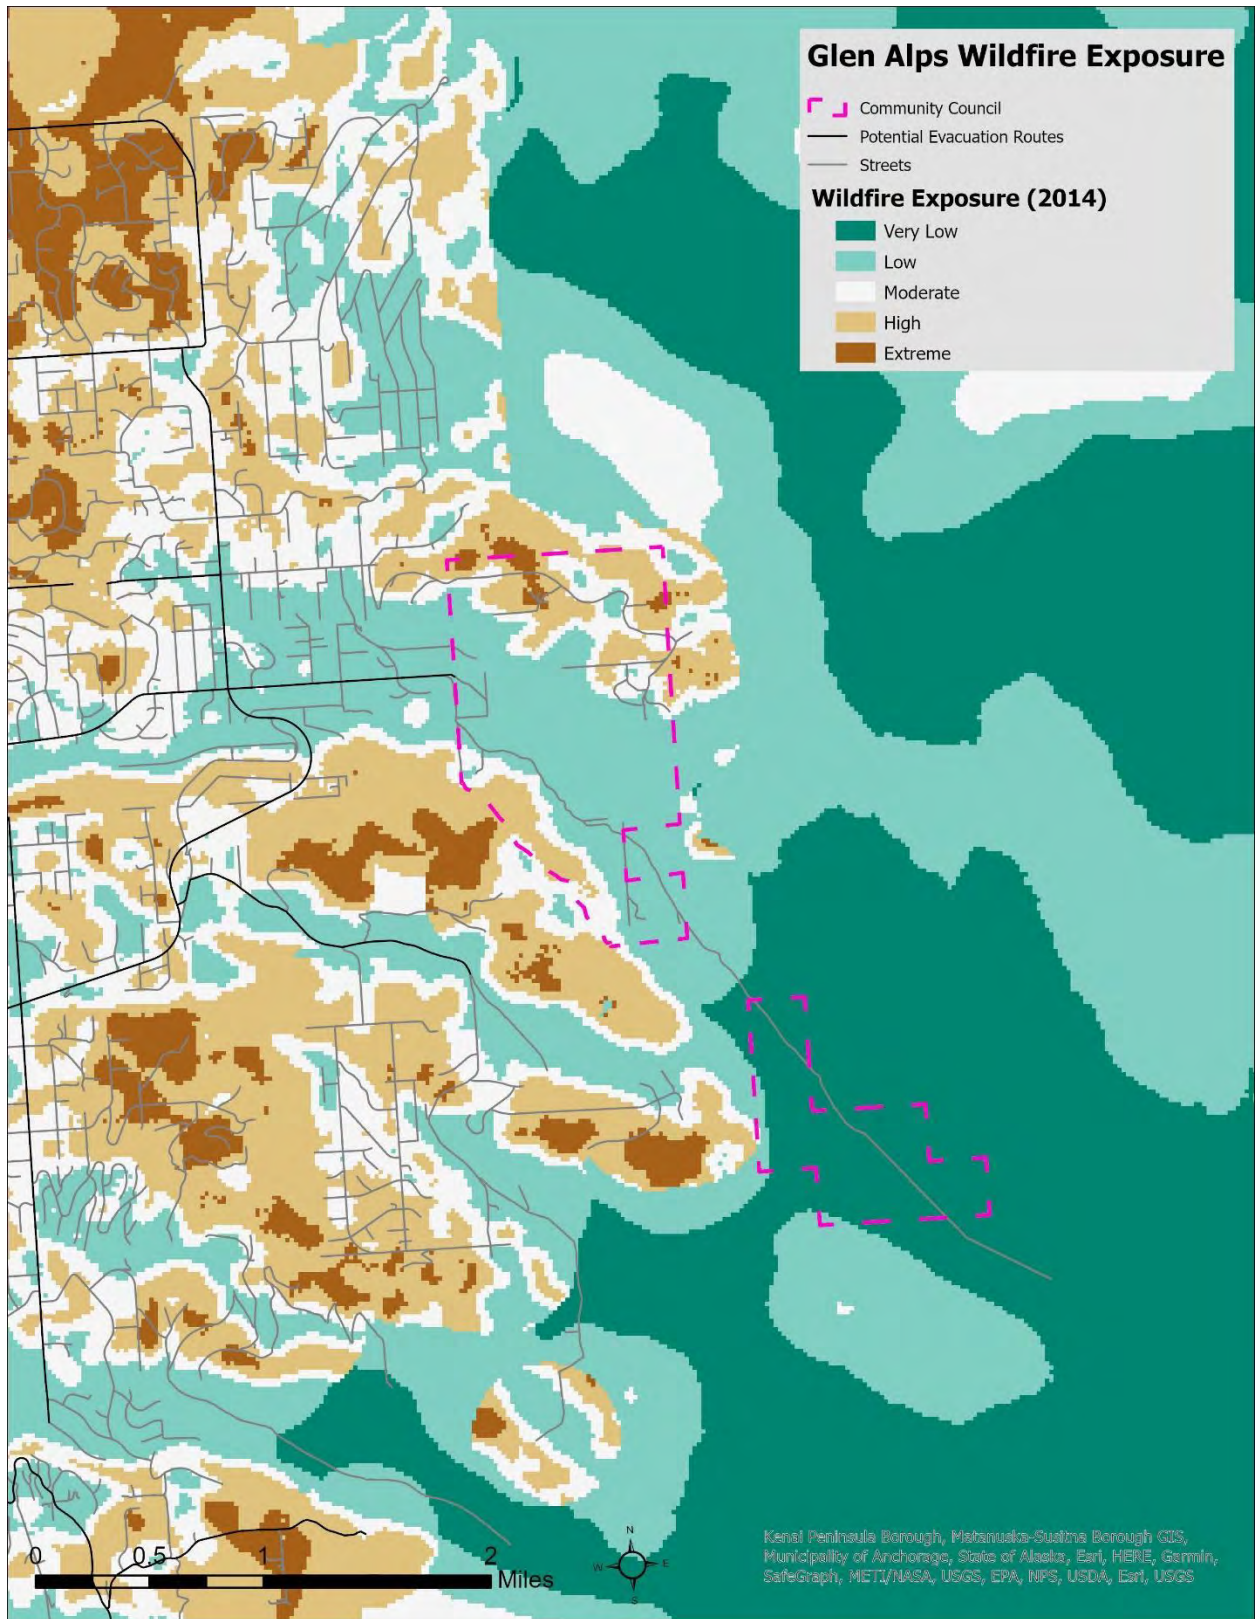 Glen Alps Wildfire Exposure
Community Council
Potential Evacuation Routes
Streets
Wildfire Exposure (2014)
Very Low
Low
Moderate
High
Extreme
0 0.5 1 2
Miles
N
W E
S
Kenai Peninsula Borough, Matanuska-Susitna Borough GIS,
Municipality of Anchorage, State of Alaska, Esri, HERE, Garmin,
SafeGraph, METI/NASA, USGS, EPA, NPS, USDA, Esri, USGS